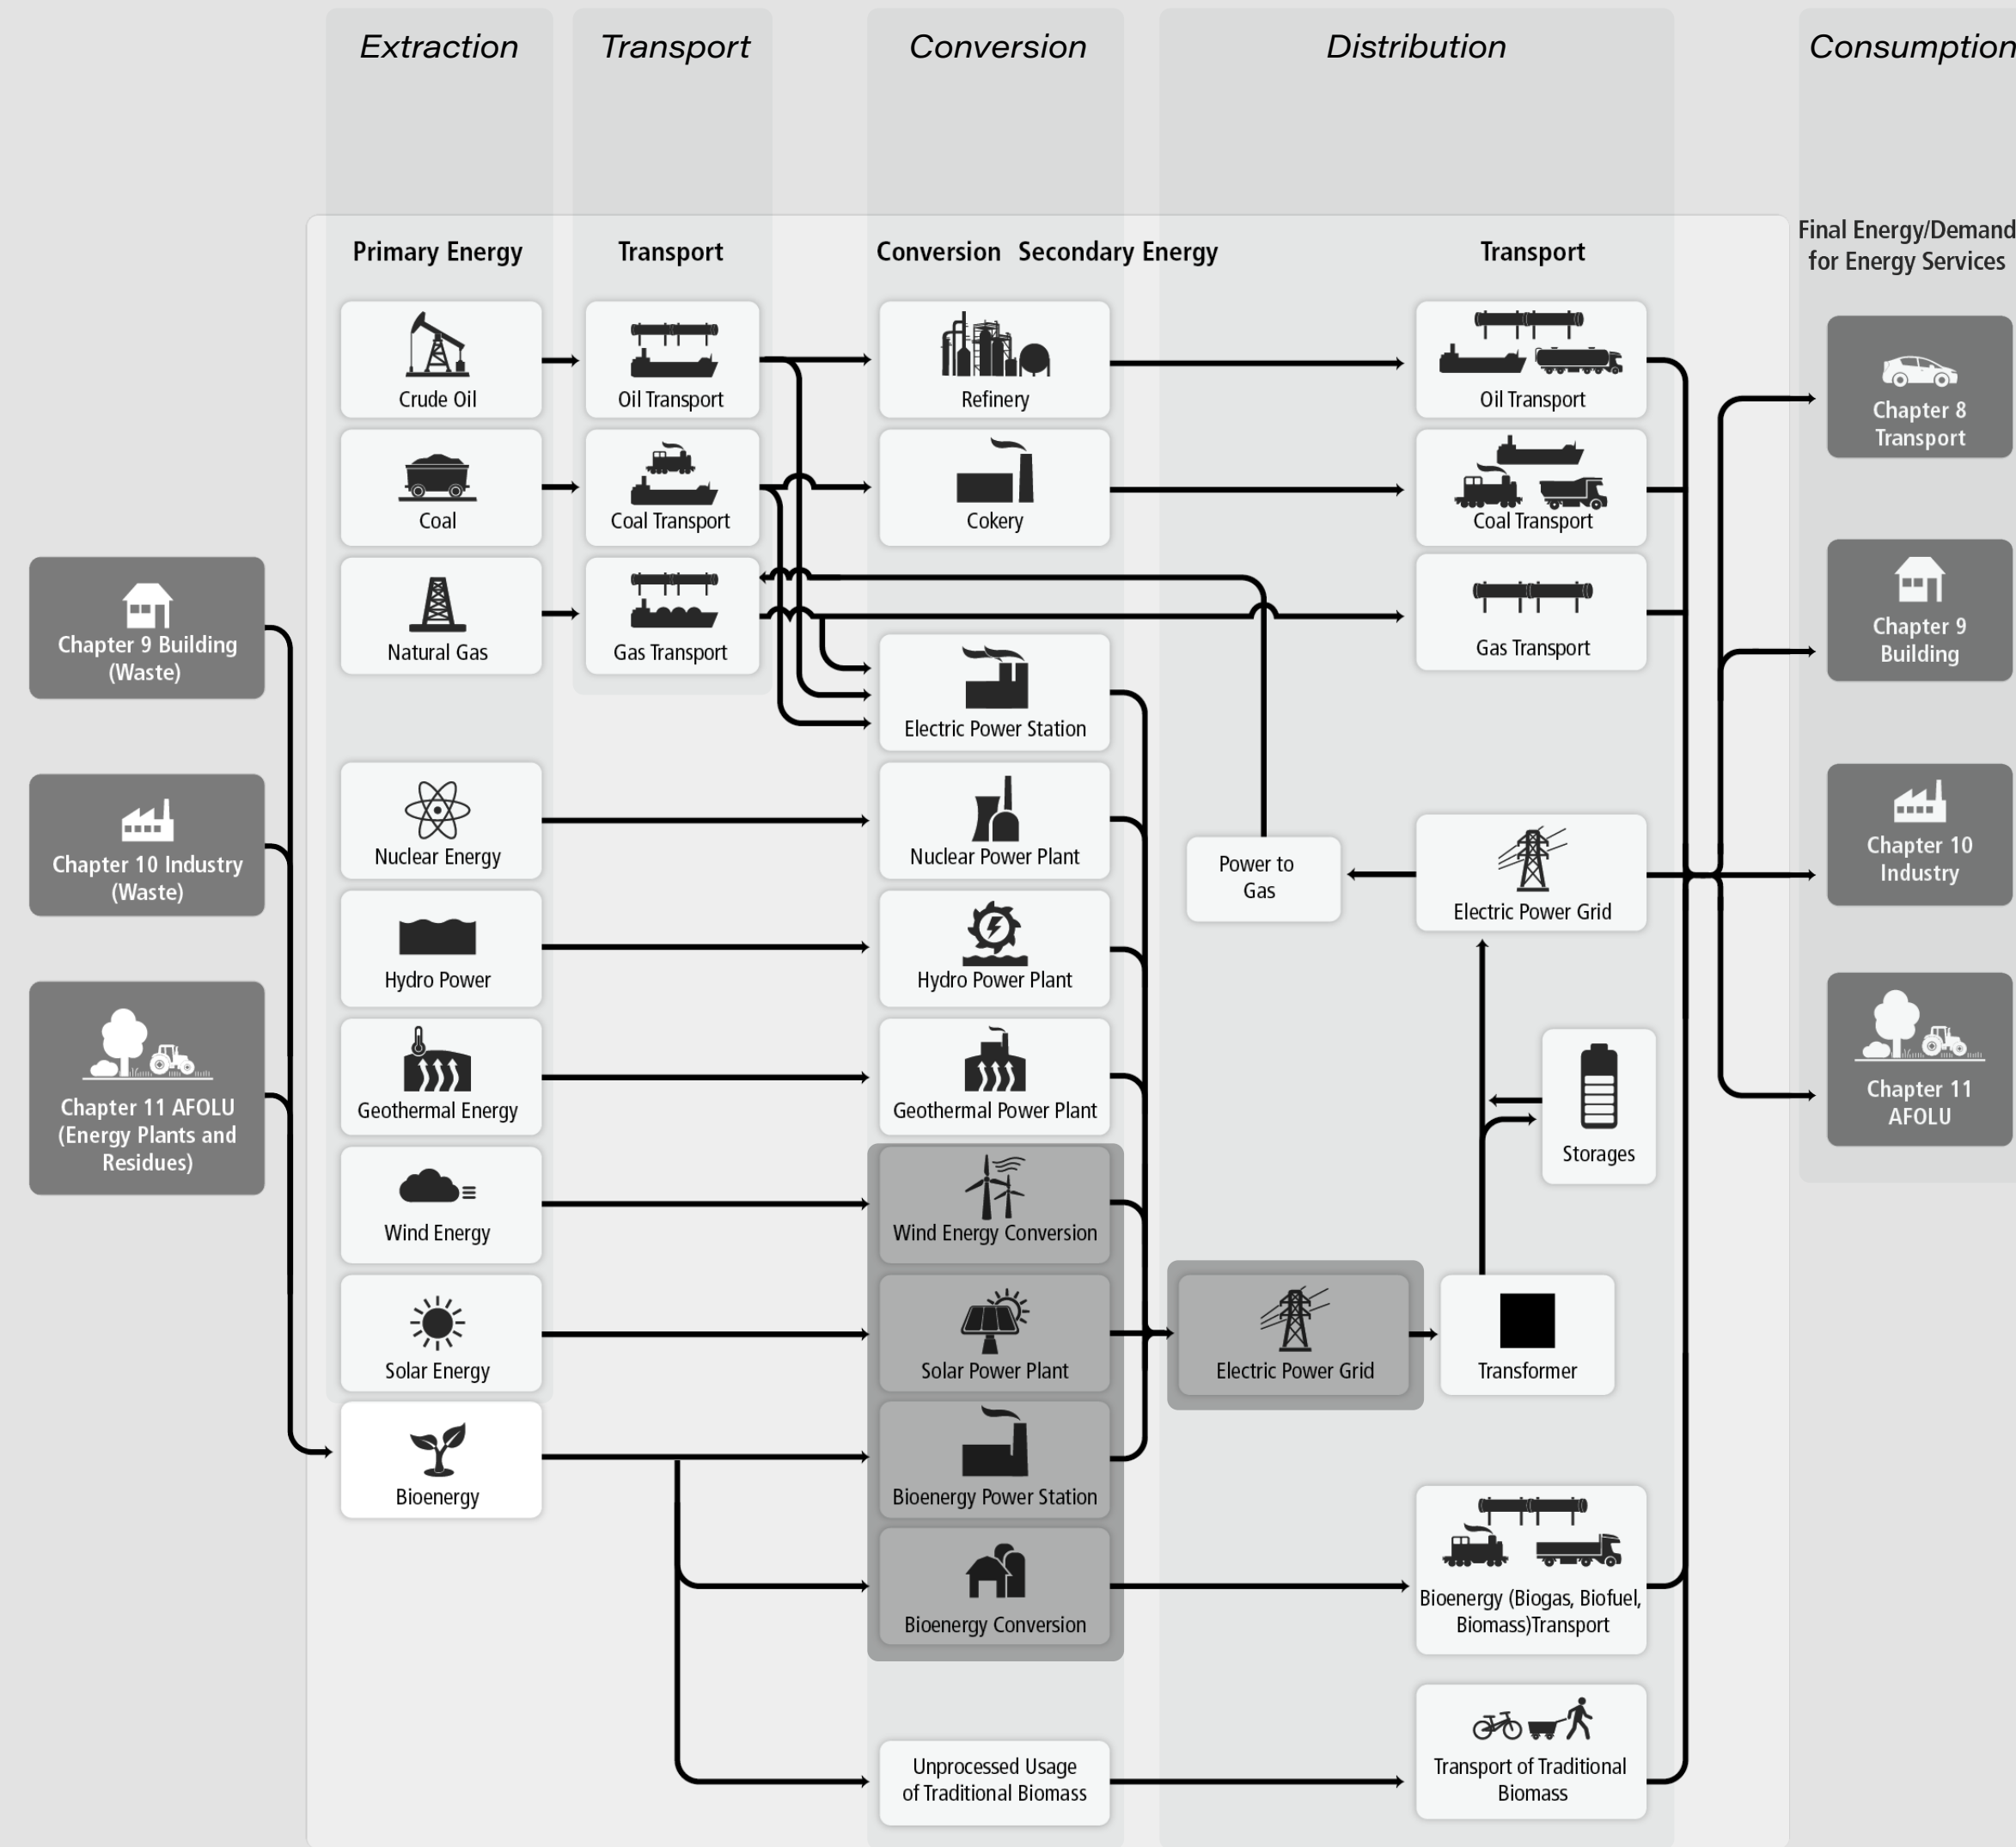 Extraction
Transport
Conversion
Distribution
Consumption
Primary Energy
Transport
Conversion
Secondary Energy
Transport
Final Energy/Demand
for Energy Services
Crude Oil
Oil Transport
Refinery
Oil Transport
Chapter 8
Transport
Coal
Coal Transport
Cokery
Coal Transport
Chapter 9 Building
(Waste)
Natural Gas
Gas Transport
Gas Transport
Chapter 9
Building
Electric Power Station
Chapter 10 Industry
(Waste)
Nuclear Energy
Nuclear Power Plant
Power to
Gas
Electric Power Grid
Chapter 10
Industry
Hydro Power
Hydro Power Plant
Chapter 11 AFOLU
(Energy Plants and
Residues)
Geothermal Energy
Geothermal Power Plant
Storages
Chapter 11
AFOLU
Wind Energy
Wind Energy Conversion
Solar Energy
Solar Power Plant
Electric Power Grid
Transformer
Bioenergy
Bioenergy Power Station
Bioenergy Conversion
Bioenergy (Biogas, Biofuel,
Biomass)Transport
Unprocessed Usage
of Traditional Biomass
Transport of Traditional
Biomass